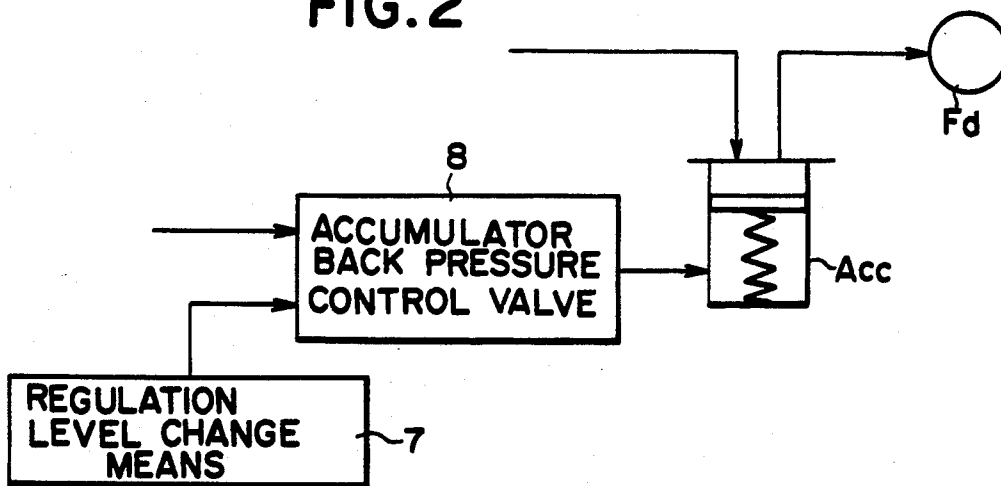 FIG.2
Fd
8
ACCUMULATOR
BACK PRESSURE
CONTROL VALVE
Acc
REGULATION
LEVEL CHANGE
MEANS
7